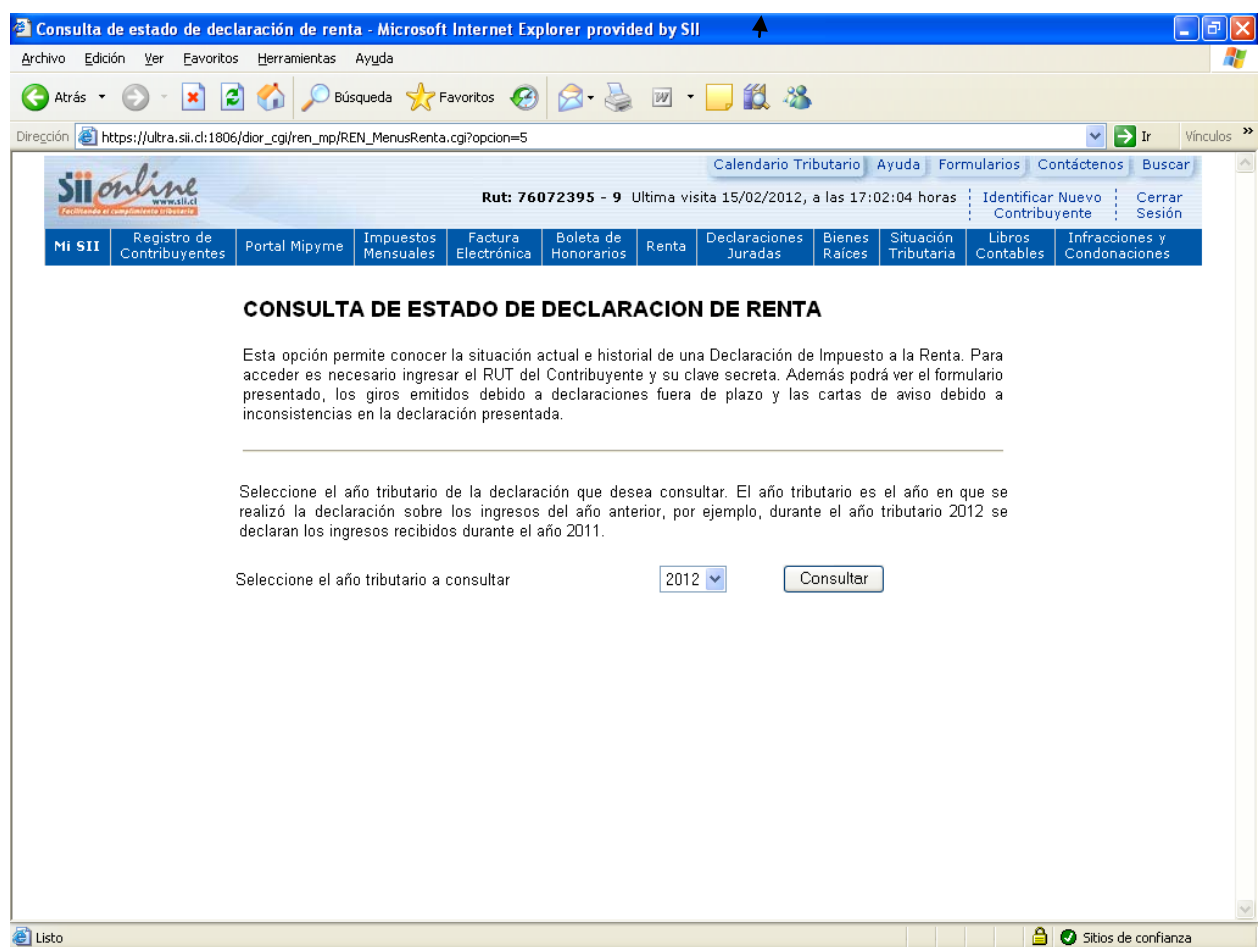 Consulta de estado de declaración de renta - Microsoft Internet Explorer provided by SII
Archivo Edición Ver Favoritos Herramientas Ayuda
Atrás Búsqueda Favoritos
Dirección https://ultra.sii.cl:1806/dior_cgi/ren_mp/REN_MenusRenta.cgi?opcion=5 Ir Vínculos »
Calendario Tributario Ayuda Formularios Contáctenos Buscar
Sii online
www.sii.cl
Facilitando el cumplimiento tributario
Rut: 76072395 - 9 Ultima visita 15/02/2012, a las 17:02:04 horas
Identificar Nuevo
Contribuyente
Cerrar
Sesión
Mi SII
Registro de
Contribuyentes
Portal Mipyme
Impuestos
Mensuales
Factura
Electrónica
Boleta de
Honorarios
Renta
Declaraciones
Juradas
Bienes
Raíces
Situación
Tributaria
Libros
Contables
Infracciones y
Condonaciones
CONSULTA DE ESTADO DE DECLARACION DE RENTA
Esta opción permite conocer la situación actual e historial de una Declaración de Impuesto a la Renta. Para
acceder es necesario ingresar el RUT del Contribuyente y su clave secreta. Además podrá ver el formulario
presentado, los giros emitidos debido a declaraciones fuera de plazo y las cartas de aviso debido a
inconsistencias en la declaración presentada.
Seleccione el año tributario de la declaración que desea consultar. El año tributario es el año en que se
realizó la declaración sobre los ingresos del año anterior, por ejemplo, durante el año tributario 2012 se
declaran los ingresos recibidos durante el año 2011.
Seleccione el año tributario a consultar 2012 Consultar
Listo Sitios de confianza